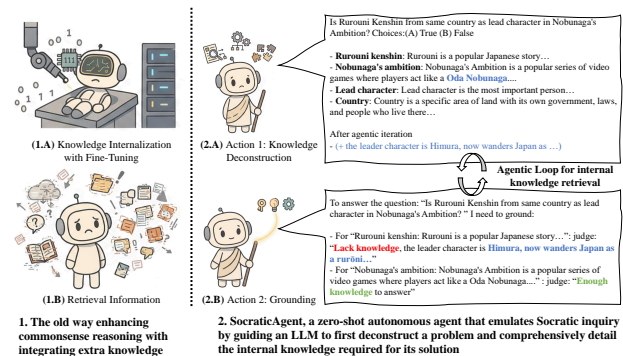 Is Rurouni Kenshin from same country as lead character in Nobunaga's
Ambition? Choices:(A) True (B) False
- Rurouni kenshin: Rurouni is a popular Japanese story…
- Nobunaga's ambition: Nobunaga's Ambition is a popular series of video
games where players act like a Oda Nobunaga....
- Lead character: Lead character is the most important person…
- Country: Country is a specific area of land with its own government, laws,
and people who live there…
After agentic iteration
- (+ the leader character is Himura, now wanders Japan as …)
(1.A) Knowledge Internalization
with Fine-Tuning
(2.A) Action 1: Knowledge
Deconstruction
Agentic Loop for internal
knowledge retrieval
To answer the question: “Is Rurouni Kenshin from same country as lead
character in Nobunaga's Ambition? ” I need to ground:
- For “Rurouni kenshin: Rurouni is a popular Japanese story…”: judge:
“Lack knowledge, the leader character is Himura, now wanders Japan as
a rurōni…”
- For “Nobunaga's ambition: Nobunaga's Ambition is a popular series of
video games where players act like a Oda Nobunaga....” : judge: “Enough
knowledge to answer”
(1.B) Retrieval Information
(2.B) Action 2: Grounding
1. The old way enhancing
commonsense reasoning with
integrating extra knowledge
2. SocraticAgent, a zero-shot autonomous agent that emulates Socratic inquiry
by guiding an LLM to first deconstruct a problem and comprehensively detail
the internal knowledge required for its solution